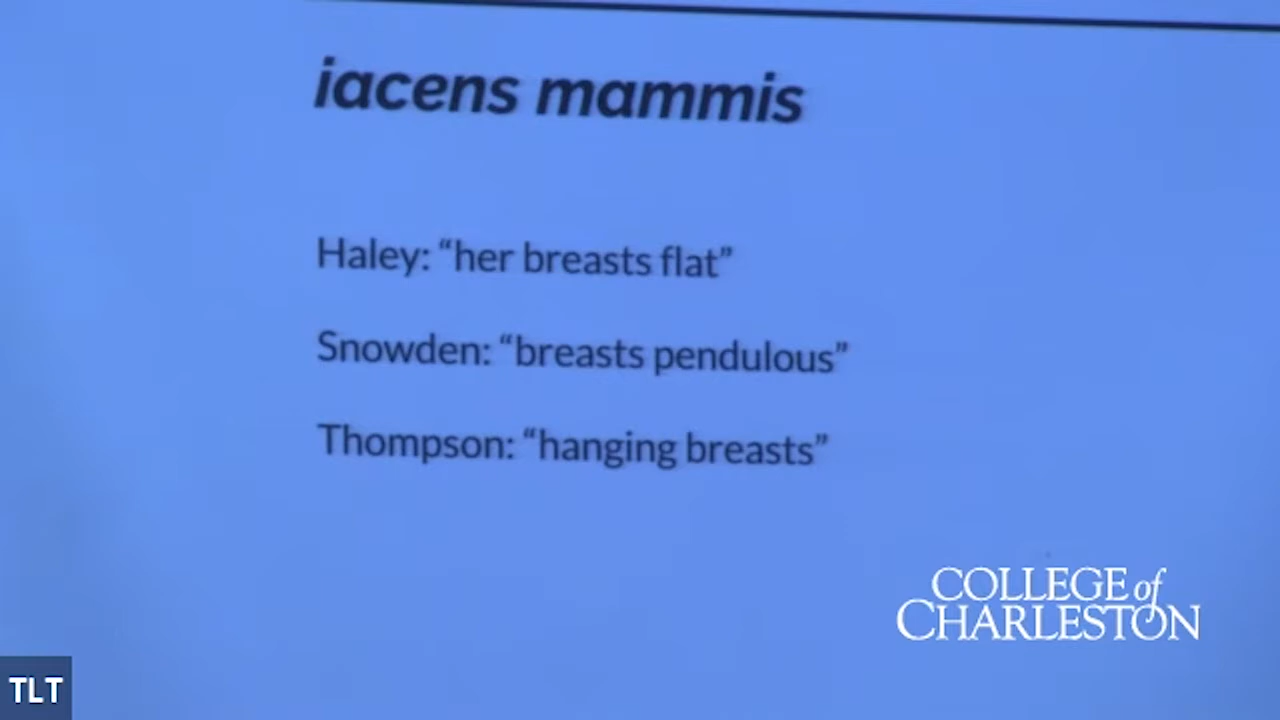 iacens mammis
Haley: “her breasts flat”
Snowden: “breasts pendulous”
Thompson: “hanging breasts”
COLLEGE of
CHARLESTON
TLT